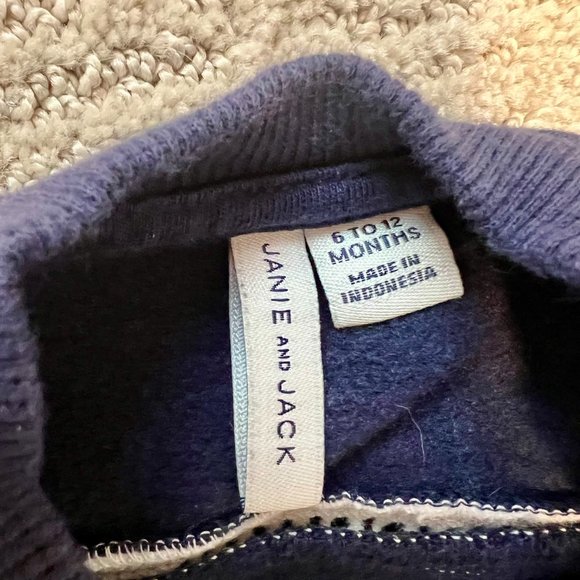 JANIE AND JACK
6 TO 12
MONTHS
MADE IN
INDONESIA